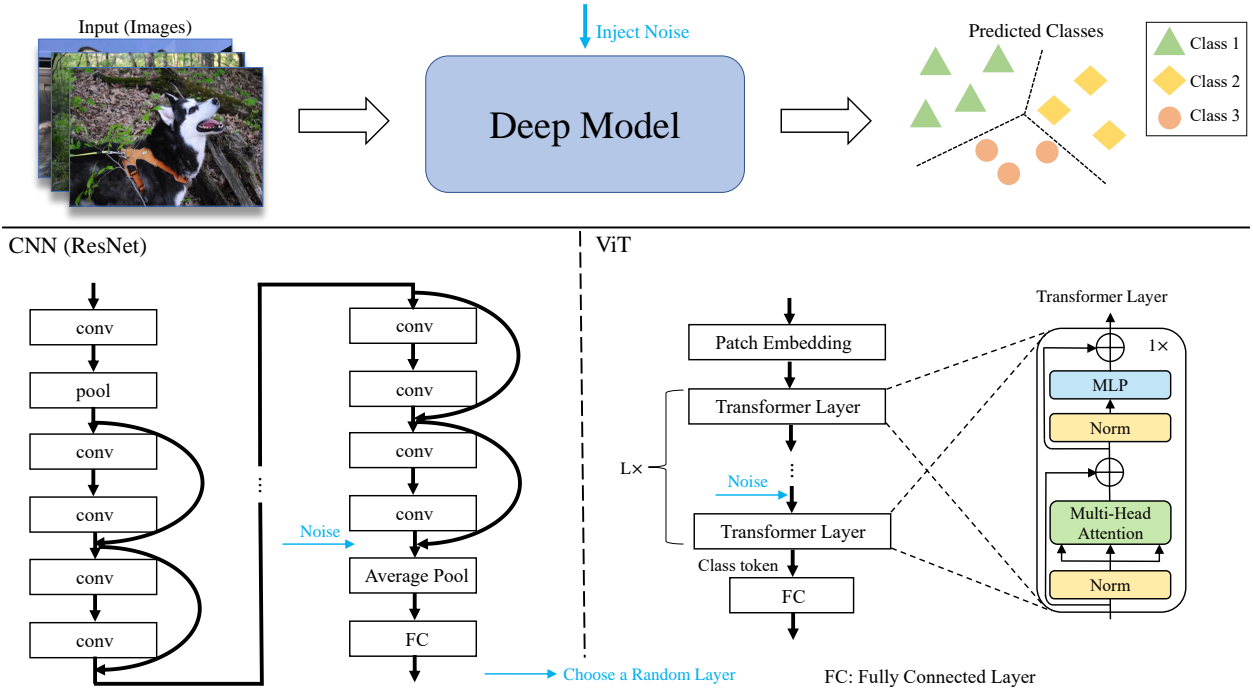 Input (Images)
Inject Noise
Deep Model
Predicted Classes
Class 1
Class 2
Class 3
CNN (ResNet)
conv
pool
conv
conv
conv
conv
...
conv
conv
conv
conv
Noise
Average Pool
FC
Choose a Random Layer
ViT
Patch Embedding
Transformer Layer
L×
...
Noise
Transformer Layer
Class token
FC
Transformer Layer
1×
MLP
Norm
Multi-Head
Attention
Norm
FC: Fully Connected Layer